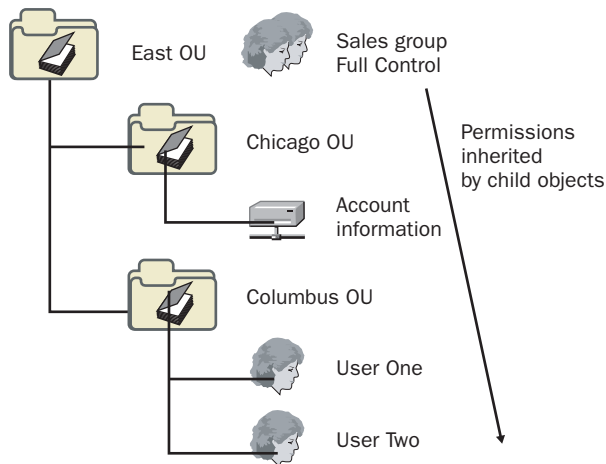 East OU
Sales group
Full Control
Chicago OU
Permissions
inherited
by child objects
Account
information
Columbus OU
User One
User Two